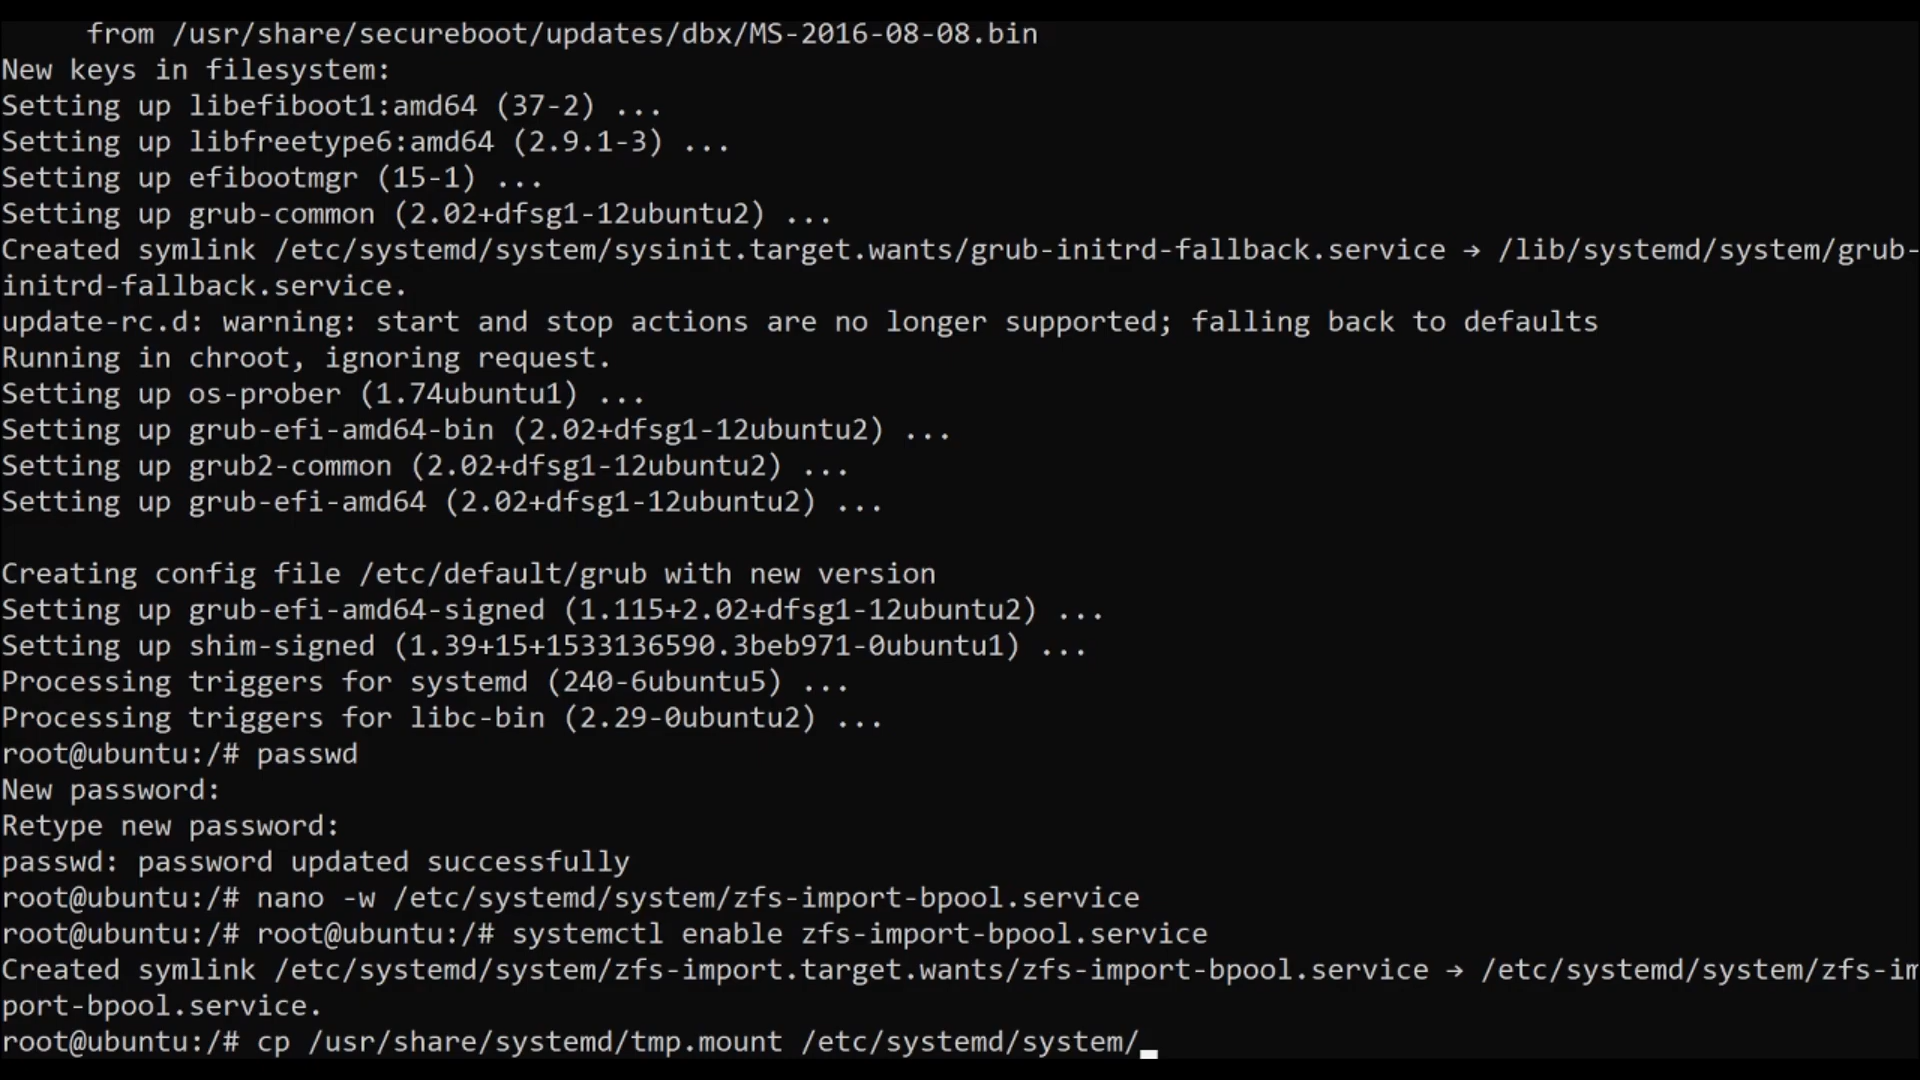 from /usr/share/secureboot/updates/dbx/MS-2016-08-08.bin
New keys in filesystem:
Setting up libefiboot1:amd64 (37-2) ...
Setting up libfreetype6:amd64 (2.9.1-3) ...
Setting up efibootmgr (15-1) ...
Setting up grub-common (2.02+dfsg1-12ubuntu2) ...
Created symlink /etc/systemd/system/sysinit.target.wants/grub-initrd-fallback.service → /lib/systemd/system/grub-
initrd-fallback.service.
update-rc.d: warning: start and stop actions are no longer supported; falling back to defaults
Running in chroot, ignoring request.
Setting up os-prober (1.74ubuntu1) ...
Setting up grub-efi-amd64-bin (2.02+dfsg1-12ubuntu2) ...
Setting up grub2-common (2.02+dfsg1-12ubuntu2) ...
Setting up grub-efi-amd64 (2.02+dfsg1-12ubuntu2) ...
Creating config file /etc/default/grub with new version
Setting up grub-efi-amd64-signed (1.115+2.02+dfsg1-12ubuntu2) ...
Setting up shim-signed (1.39+15+1533136590.3beb971-0ubuntu1) ...
Processing triggers for systemd (240-6ubuntu5) ...
Processing triggers for libc-bin (2.29-0ubuntu2) ...
root@ubuntu:/# passwd
New password:
Retype new password:
passwd: password updated successfully
root@ubuntu:/# nano -w /etc/systemd/system/zfs-import-bpool.service
root@ubuntu:/# root@ubuntu:/# systemctl enable zfs-import-bpool.service
Created symlink /etc/systemd/system/zfs-import.target.wants/zfs-import-bpool.service → /etc/systemd/system/zfs-im
port-bpool.service.
root@ubuntu:/# cp /usr/share/systemd/tmp.mount /etc/systemd/system/